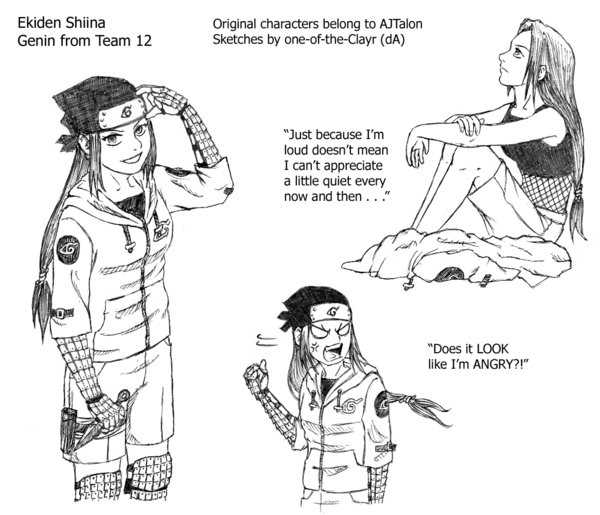 Ekiden Shiina
Genin from Team 12
Original characters belong to AJTalon
Sketches by one-of-the-Clayr (dA)
“Just because I’m
loud doesn’t mean
I can’t appreciate
a little quiet every
now and then . . .”
“Does it LOOK
like I’m ANGRY?!”